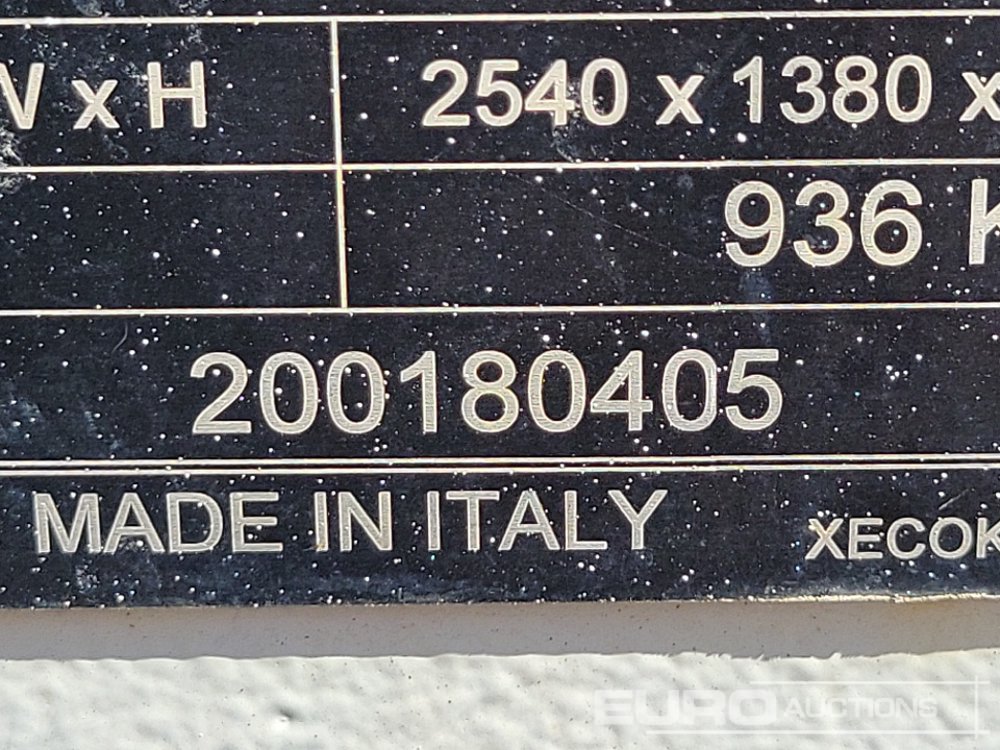 W x H 2540 x 1380 x
936 K
200180405
MADE IN ITALY XECOK
EURO AUCTIONS